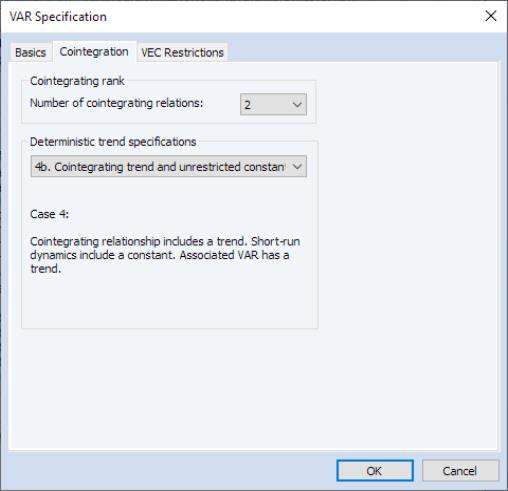 VAR Specification
Basics
Cointegration
VEC Restrictions
Cointegrating rank
Number of cointegrating relations:
2
Deterministic trend specifications
4b. Cointegrating trend and unrestricted constant
Case 4:
Cointegrating relationship includes a trend. Short-run
dynamics include a constant. Associated VAR has a
trend.
OK
Cancel